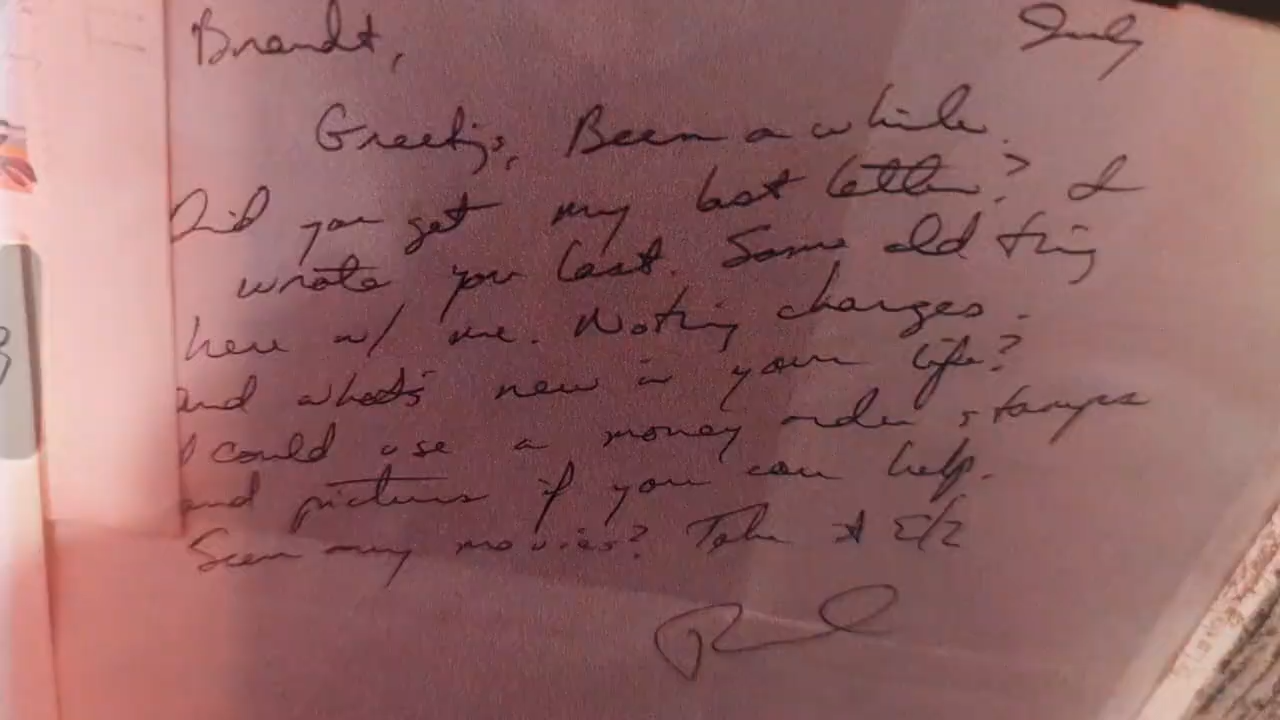 Brandt,
July
Greetings, Been a while.
Did you get my last letter? I
wrote you last. Same old thing
here w/ me. Nothing changes.
and what's new in your life?
I could use a money order stamps
and pictures if you can help.
Seen any movies? Take it E/Z